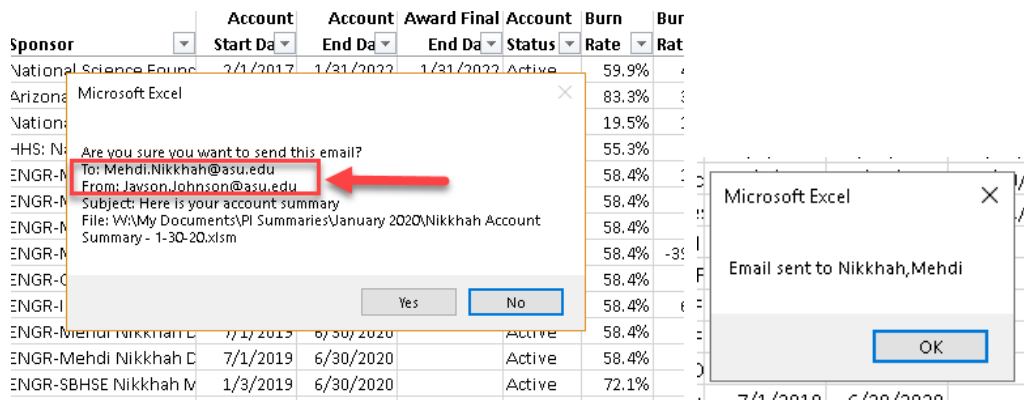 Account Account Award Final Account Burn Bur
Sponsor Start Da End Da End Da Status Rate Rat
National Science Found 2/1/2017 1/31/2022 1/31/2022 Active 59.9%
Arizona 83.3%
Nationa 19.5%
HHS: Na 55.3%
ENGR-M 58.4%
ENGR-M 58.4%
ENGR-M 58.4%
ENGR-M 58.4% -39
ENGR-C 58.4%
ENGR-I 58.4%
ENGR-Mehdi Nikkhah D 7/1/2019 6/30/2020 Active 58.4%
ENGR-Mehdi Nikkhah D 7/1/2019 6/30/2020 Active 58.4%
ENGR-SBHSE Nikkhah M 1/3/2019 6/30/2020 Active 72.1%
Microsoft Excel
Are you sure you want to send this email?
To: Mehdi.Nikkhah@asu.edu
From: Jayson.Johnson@asu.edu
Subject: Here is your account summary
File: W:\My Documents\PI Summaries\January 2020\Nikkhah Account
Summary - 1-30-20.xlsm
Yes No
Microsoft Excel
Email sent to Nikkhah,Mehdi
OK